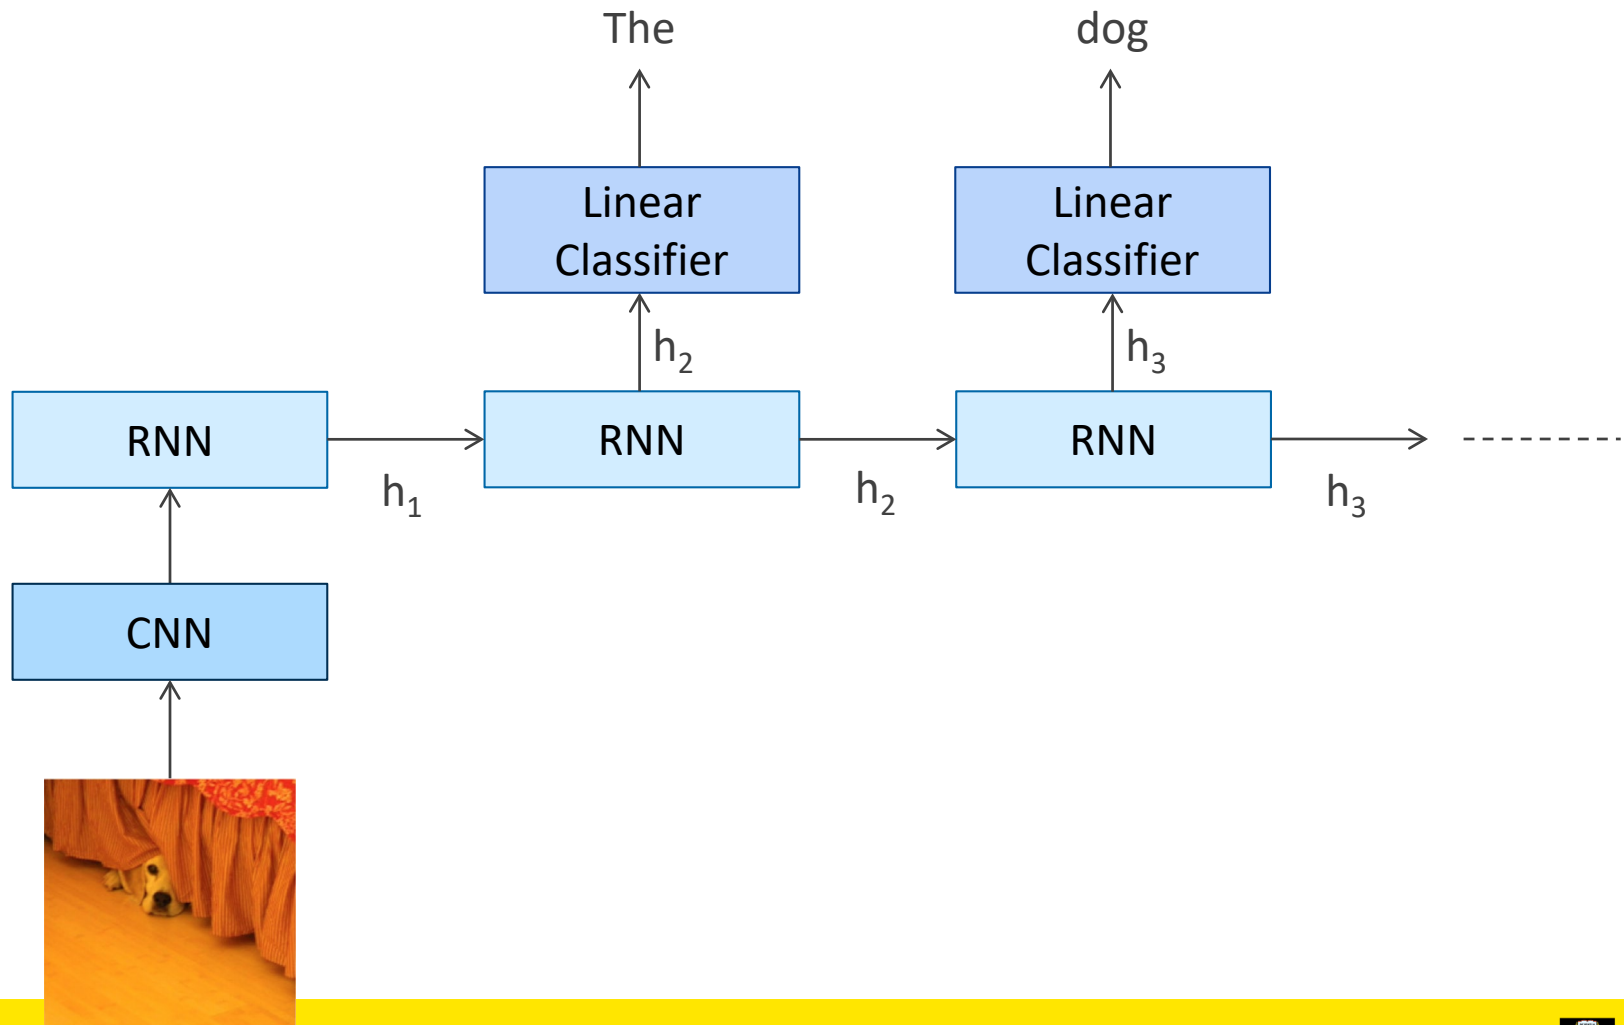 The
dog
Linear
Classifier
Linear
Classifier
h₂
h₃
RNN
RNN
RNN
h₁
h₂
h₃
CNN